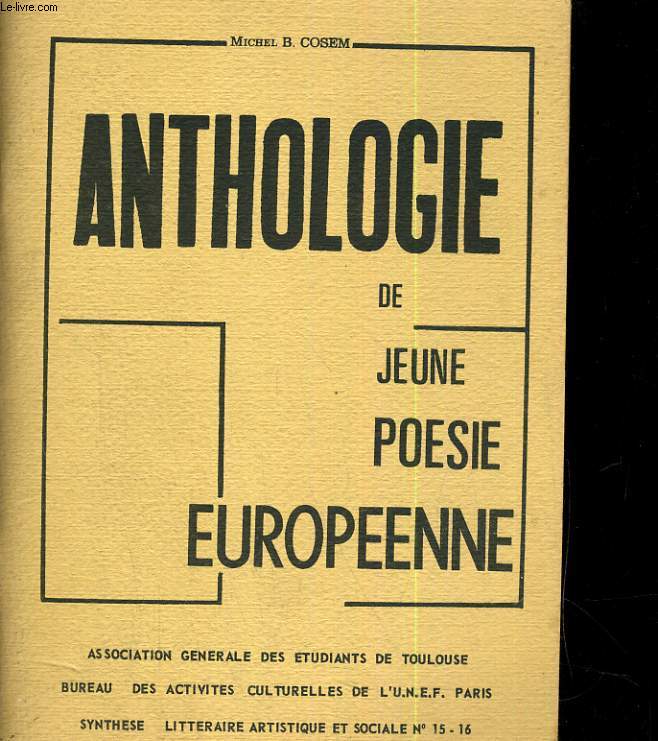 Le-livre.com
MICHEL B. COSEM
ANTHOLOGIE
DE
JEUNE
POESIE
EUROPEENNE
ASSOCIATION GENERALE DES ETUDIANTS DE TOULOUSE
BUREAU DES ACTIVITES CULTURELLES DE L'U.N.E.F. PARIS
SYNTHESE LITTERAIRE ARTISTIQUE ET SOCIALE Nº 15 - 16